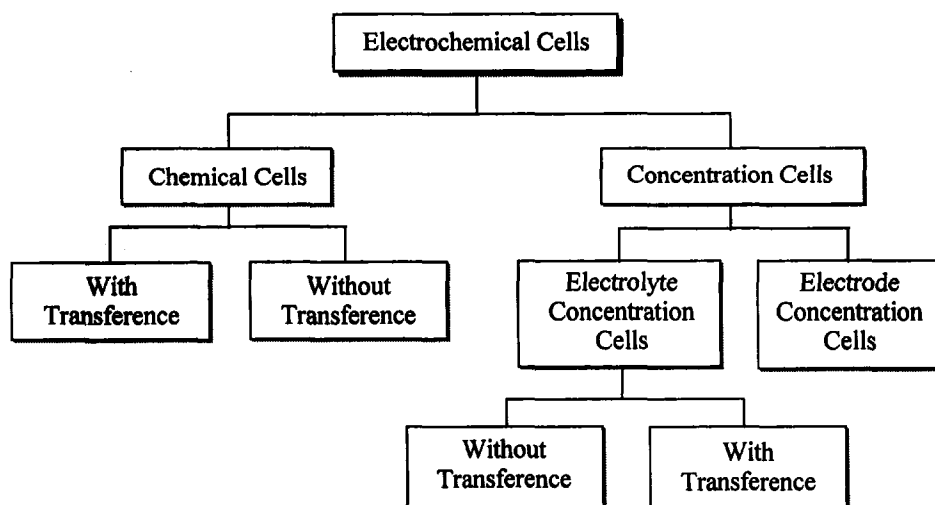 Electrochemical Cells
Chemical Cells
Concentration Cells
With
Transference
Without
Transference
Electrolyte
Concentration
Cells
Electrode
Concentration
Cells
Without
Transference
With
Transference